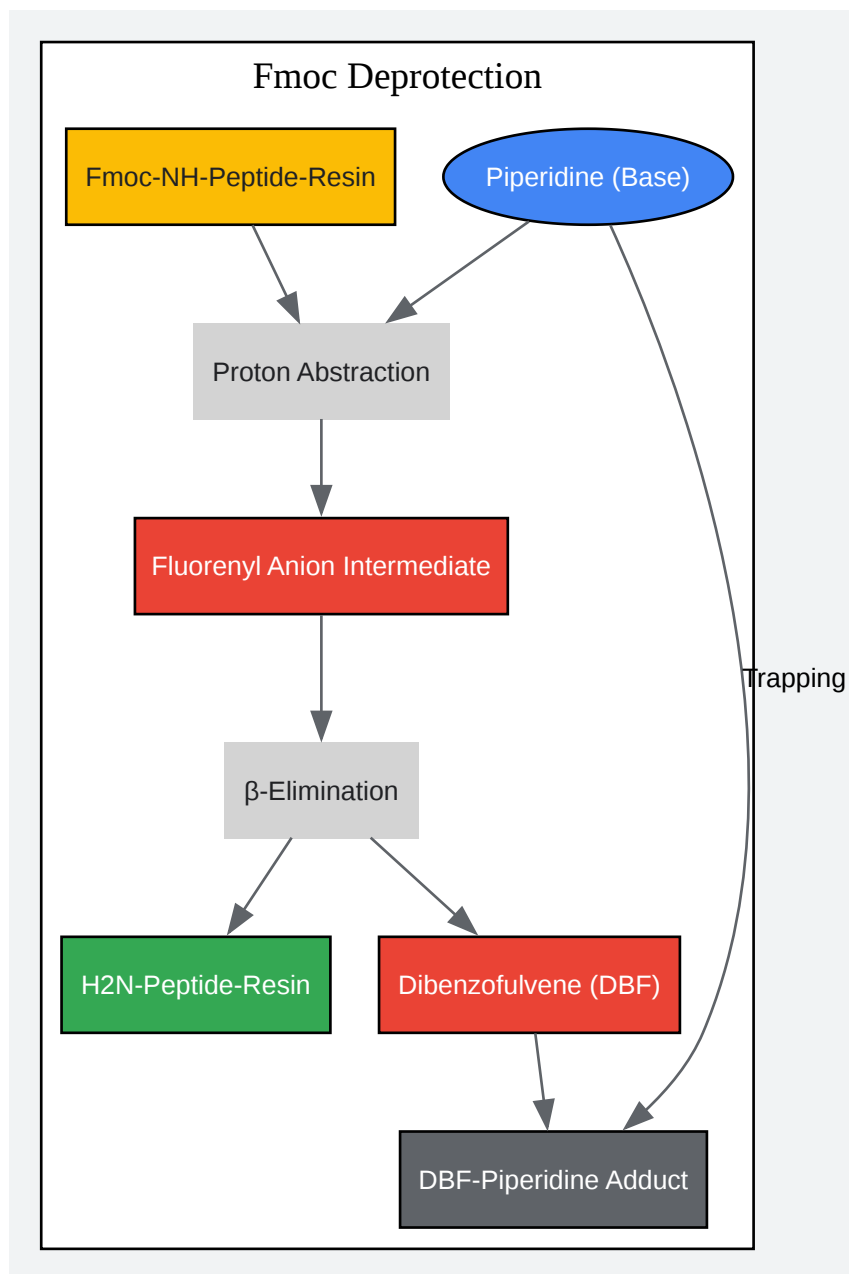 Fmoc Deprotection
Fmoc-NH-Peptide-Resin
Piperidine (Base)
Proton Abstraction
Fluorenyl Anion Intermediate
Trapping
β-Elimination
H2N-Peptide-Resin
Dibenzofulvene (DBF)
DBF-Piperidine Adduct